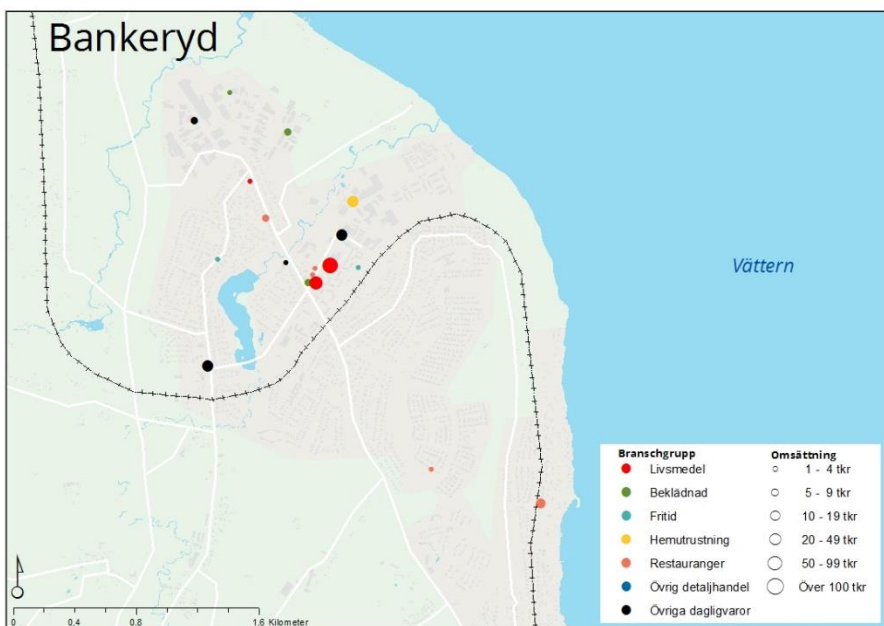 Bankeryd
Vättern
Branschgrupp
Livsmedel
Beklädnad
Fritid
Hemutrustning
Restauranger
Övrig detaljhandel
Övriga dagligvaror
Omsättning
1 - 4 tkr
5 - 9 tkr
10 - 19 tkr
20 - 49 tkr
50 - 99 tkr
Över 100 tkr
0 0.4 0.8 1.6 Kilometer